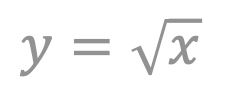 y = √x